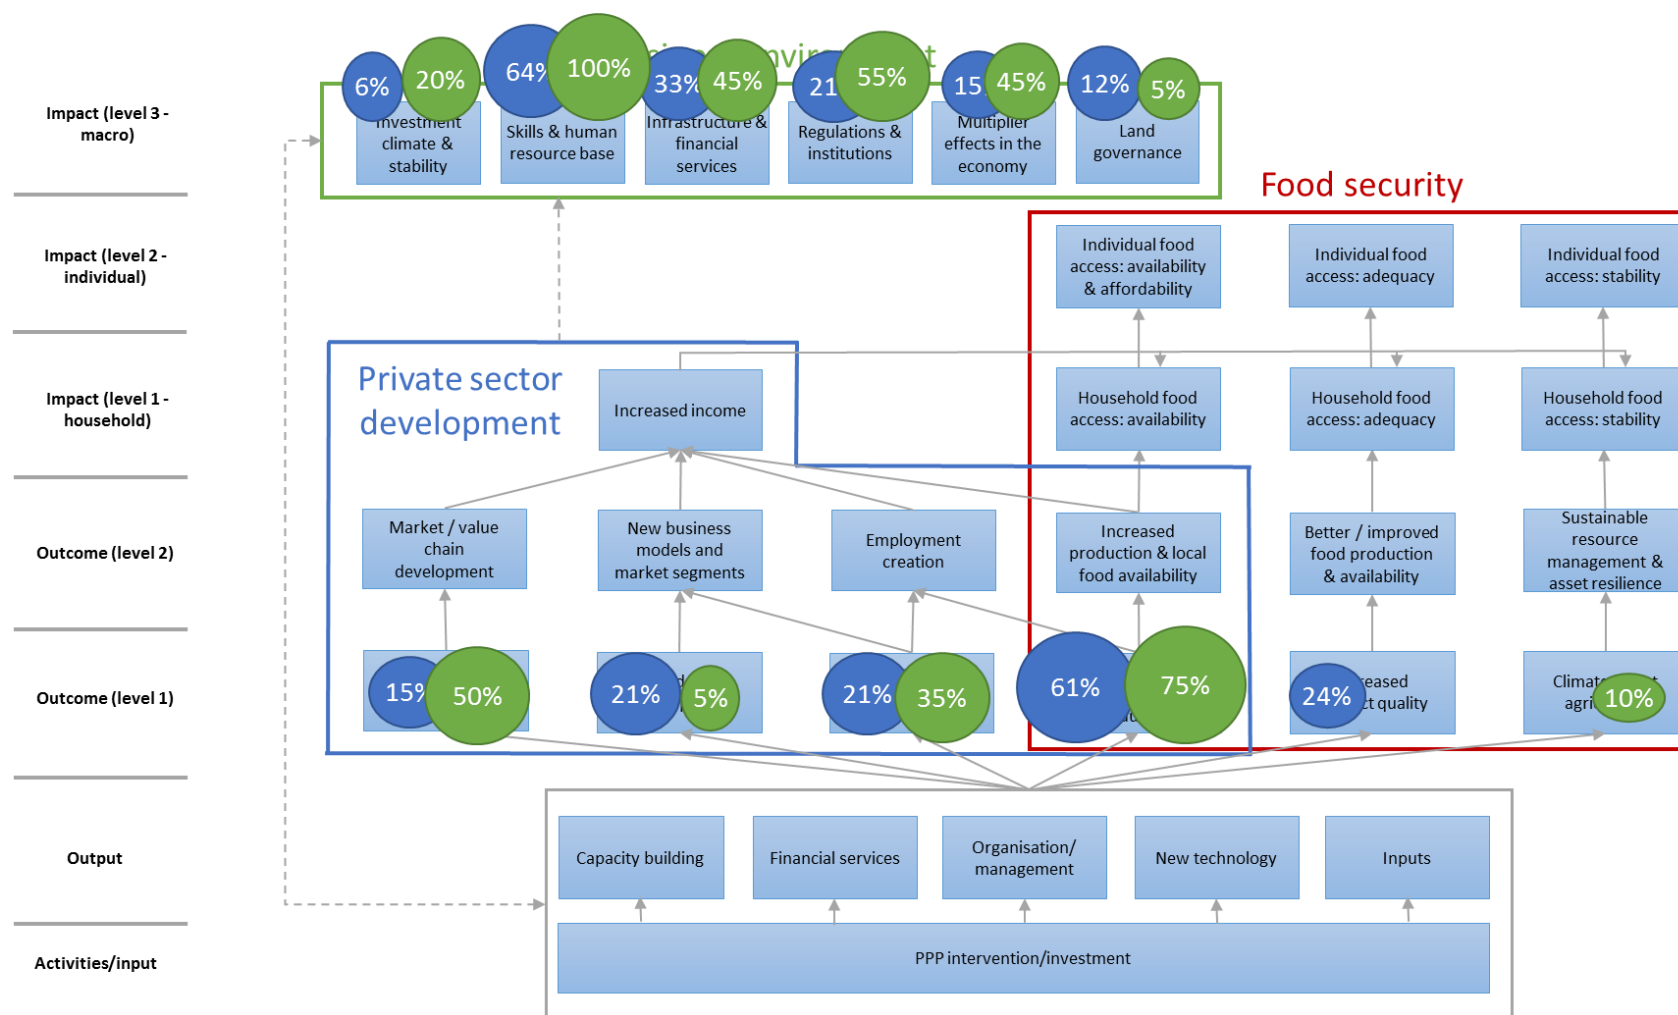 6%
20%
64%
100%
33%
45%
21
55%
15
45%
12%
5%
Impact (level 3 -
macro)
Investment
climate &
stability
Skills & human
resource base
Infrastructure &
financial
services
Regulations &
institutions
Multiplier
effects in the
economy
Land
governance
Food security
Impact (level 2 -
individual)
Individual food
access: availability
& affordability
Individual food
access: adequacy
Individual food
access: stability
Private sector
development
Impact (level 1 -
household)
Increased income
Household food
access: availability
Household food
access: adequacy
Household food
access: stability
Outcome (level 2)
Market / value
chain
development
New business
models and
market segments
Employment
creation
Increased
production & local
food availability
Better / improved
food production
& availability
Sustainable
resource
management &
asset resilience
Outcome (level 1)
15%
50%
21%
5%
21%
35%
61%
75%
24%
quality
10%
Output
Capacity building
Financial services
Organisation/
management
New technology
Inputs
Activities/input
PPP intervention/investment